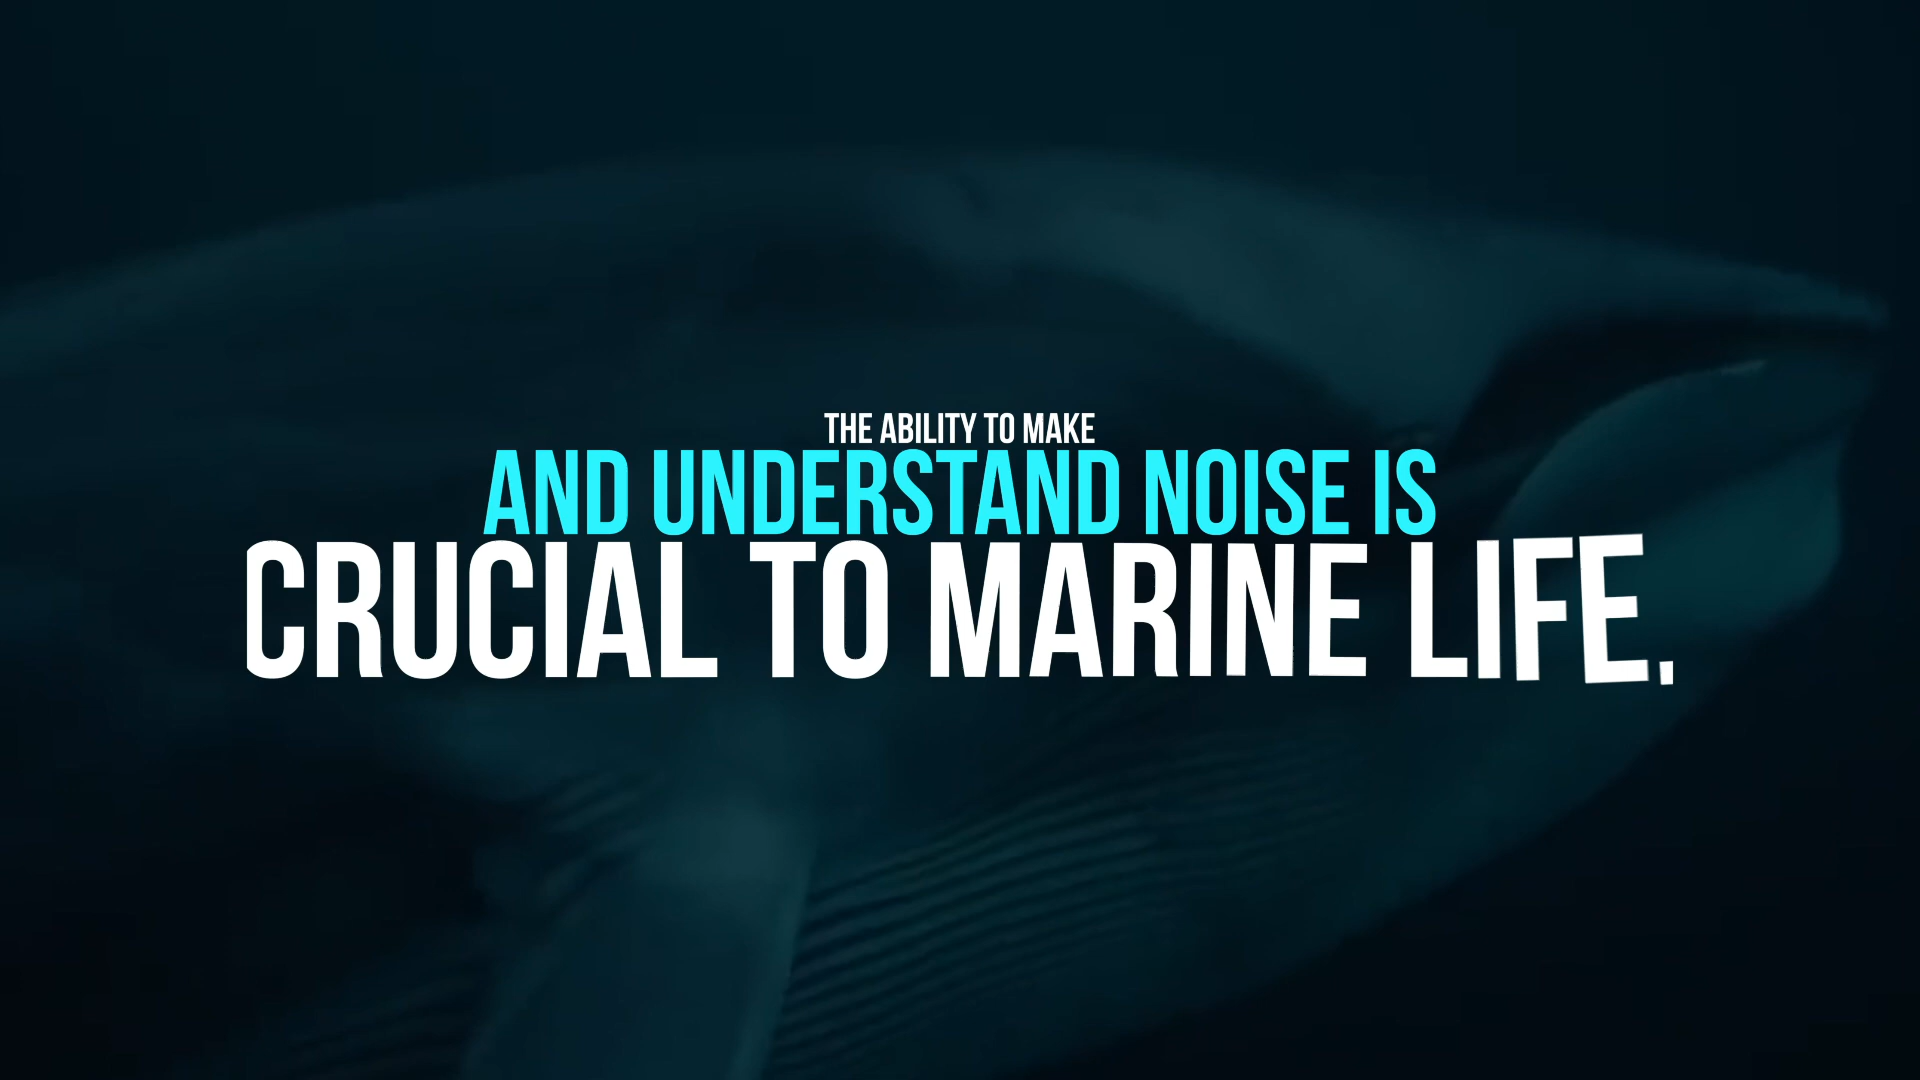 THE ABILITY TO MAKE
AND UNDERSTAND NOISE IS
CRUCIAL TO MARINE LIFE.